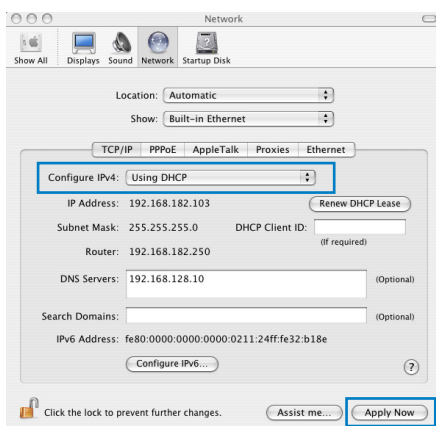 Network
Show All Displays Sound Network Startup Disk
Location: Automatic
Show: Built-in Ethernet
TCP/IP PPPoE AppleTalk Proxies Ethernet
Configure IPv4: Using DHCP
IP Address: 192.168.182.103 Renew DHCP Lease
Subnet Mask: 255.255.255.0 DHCP Client ID:
(If required)
Router: 192.168.182.250
DNS Servers: 192.168.128.10 (Optional)
Search Domains: (Optional)
IPv6 Address: fe80:0000:0000:0000:0211:24ff:fe32:b18e
Configure IPv6... ?
Click the lock to prevent further changes. Assist me... Apply Now